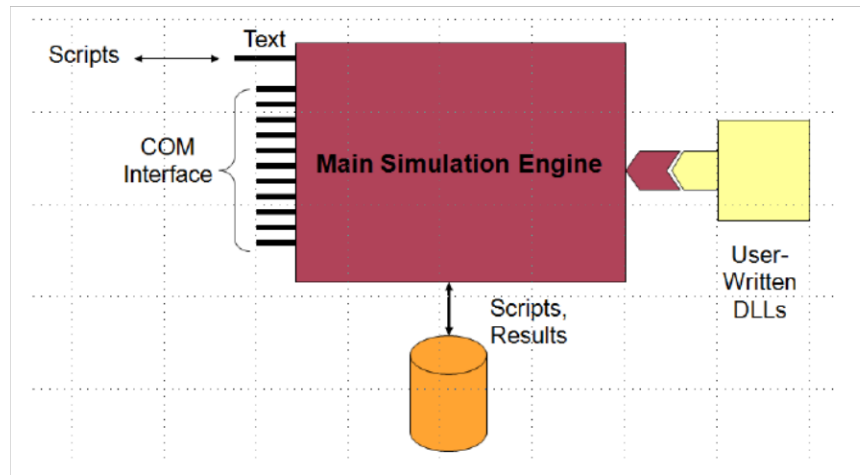 Text
Scripts
COM
Interface
Main Simulation Engine
User-
Written
DLLs
Scripts,
Results